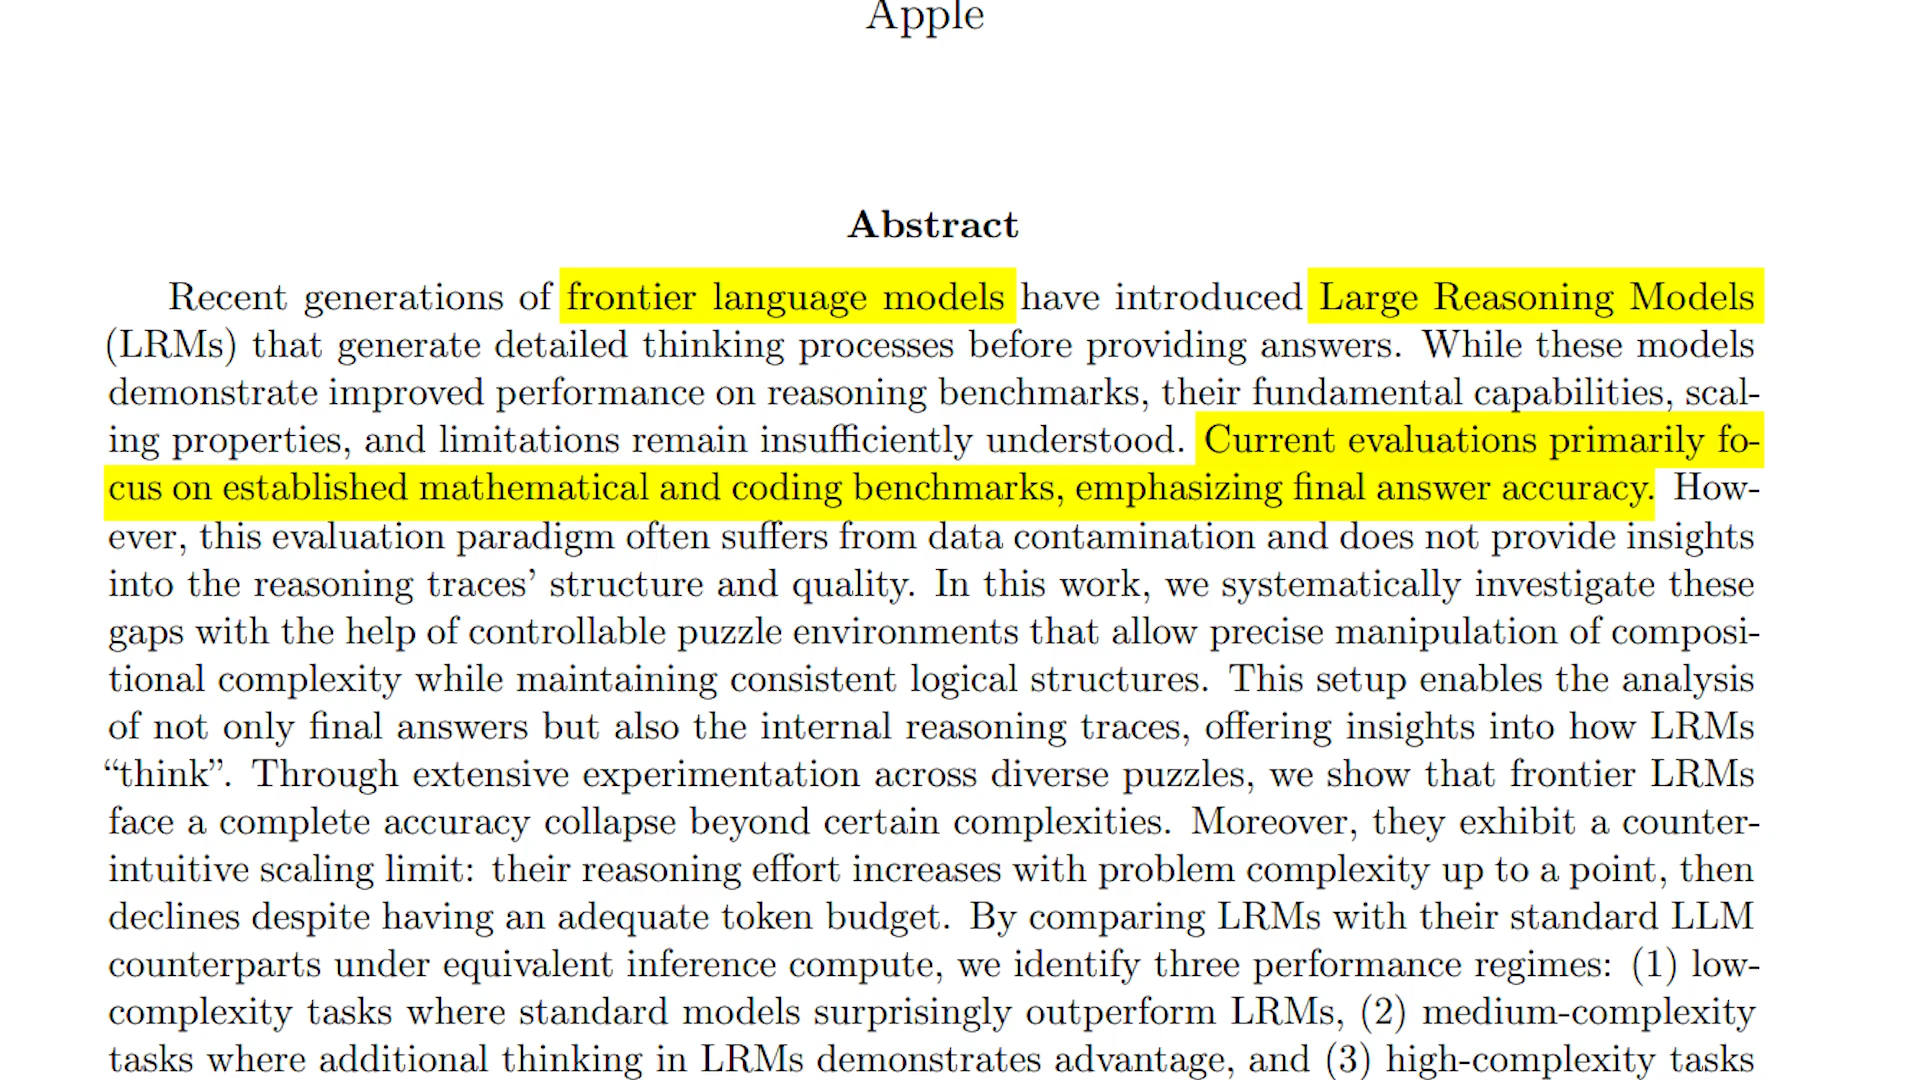 Apple
Abstract
Recent generations of frontier language models have introduced Large Reasoning Models
(LRMs) that generate detailed thinking processes before providing answers. While these models
demonstrate improved performance on reasoning benchmarks, their fundamental capabilities, scal-
ing properties, and limitations remain insufficiently understood. Current evaluations primarily fo-
cus on established mathematical and coding benchmarks, emphasizing final answer accuracy. How-
ever, this evaluation paradigm often suffers from data contamination and does not provide insights
into the reasoning traces’ structure and quality. In this work, we systematically investigate these
gaps with the help of controllable puzzle environments that allow precise manipulation of composi-
tional complexity while maintaining consistent logical structures. This setup enables the analysis
of not only final answers but also the internal reasoning traces, offering insights into how LRMs
“think”. Through extensive experimentation across diverse puzzles, we show that frontier LRMs
face a complete accuracy collapse beyond certain complexities. Moreover, they exhibit a counter-
intuitive scaling limit: their reasoning effort increases with problem complexity up to a point, then
declines despite having an adequate token budget. By comparing LRMs with their standard LLM
counterparts under equivalent inference compute, we identify three performance regimes: (1) low-
complexity tasks where standard models surprisingly outperform LRMs, (2) medium-complexity
tasks where additional thinking in LRMs demonstrates advantage, and (3) high-complexity tasks